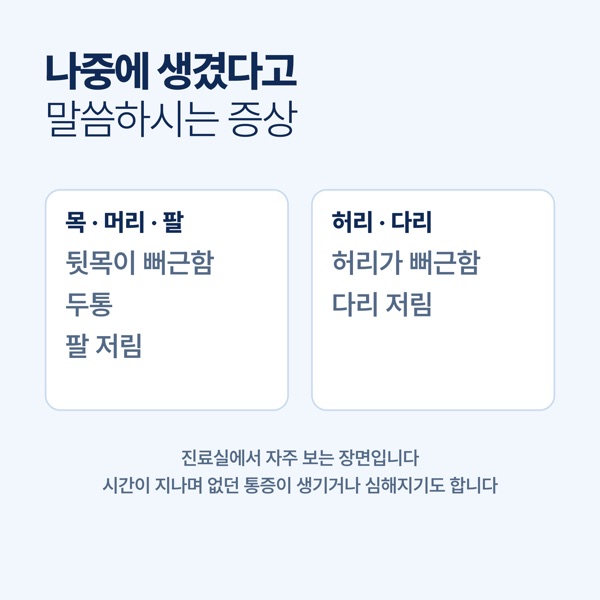 나중에 생겼다고
말씀하시는 증상
목 · 머리 · 팔
뒷목이 뻐근함
두통
팔 저림
허리 · 다리
허리가 뻐근함
다리 저림
진료실에서 자주 보는 장면입니다
시간이 지나며 없던 통증이 생기거나 심해지기도 합니다